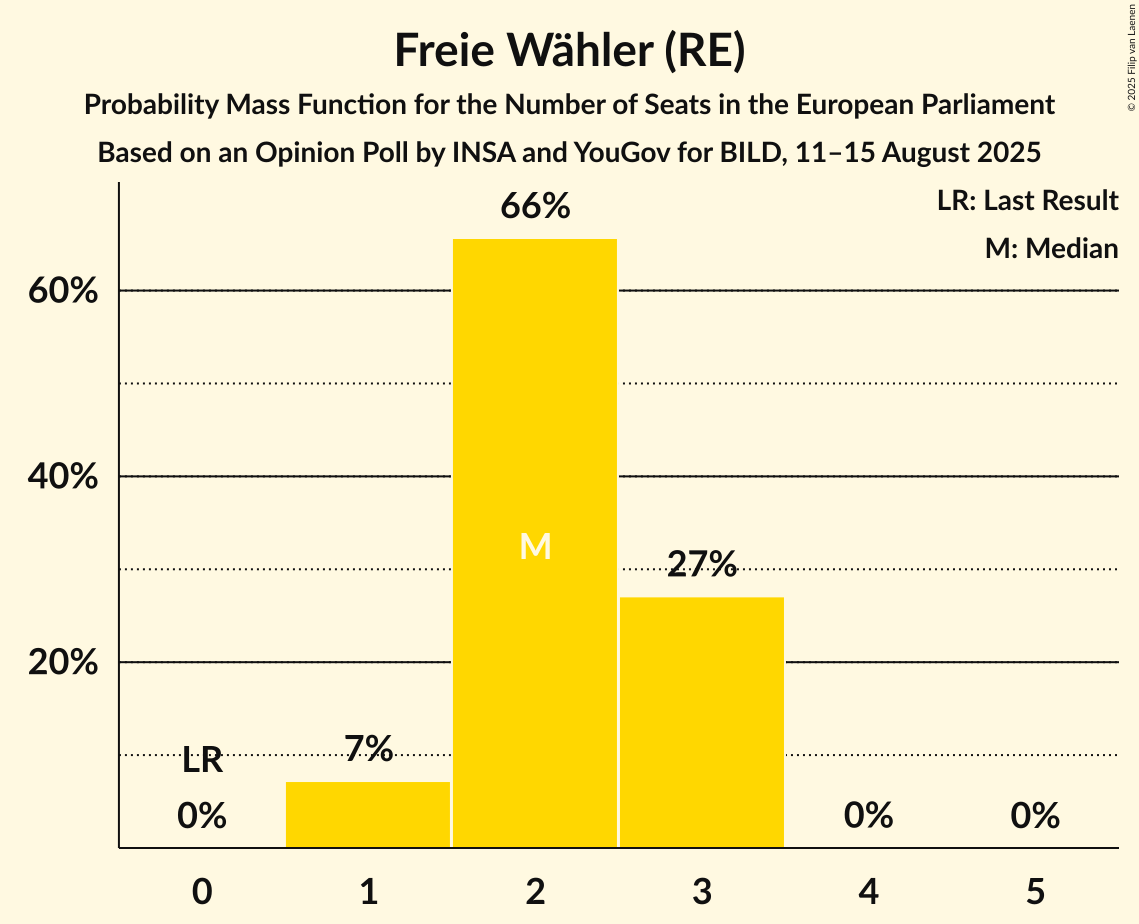 Freie Wähler (RE)
Probability Mass Function for the Number of Seats in the European Parliament
Based on an Opinion Poll by INSA and YouGov for BILD, 11–15 August 2025
© 2025 Filip van Laenen
LR: Last Result
M: Median
66%
60%
40%
M
27%
20%
7%
LR
0%
0%
0%
0
1
2
3
4
5